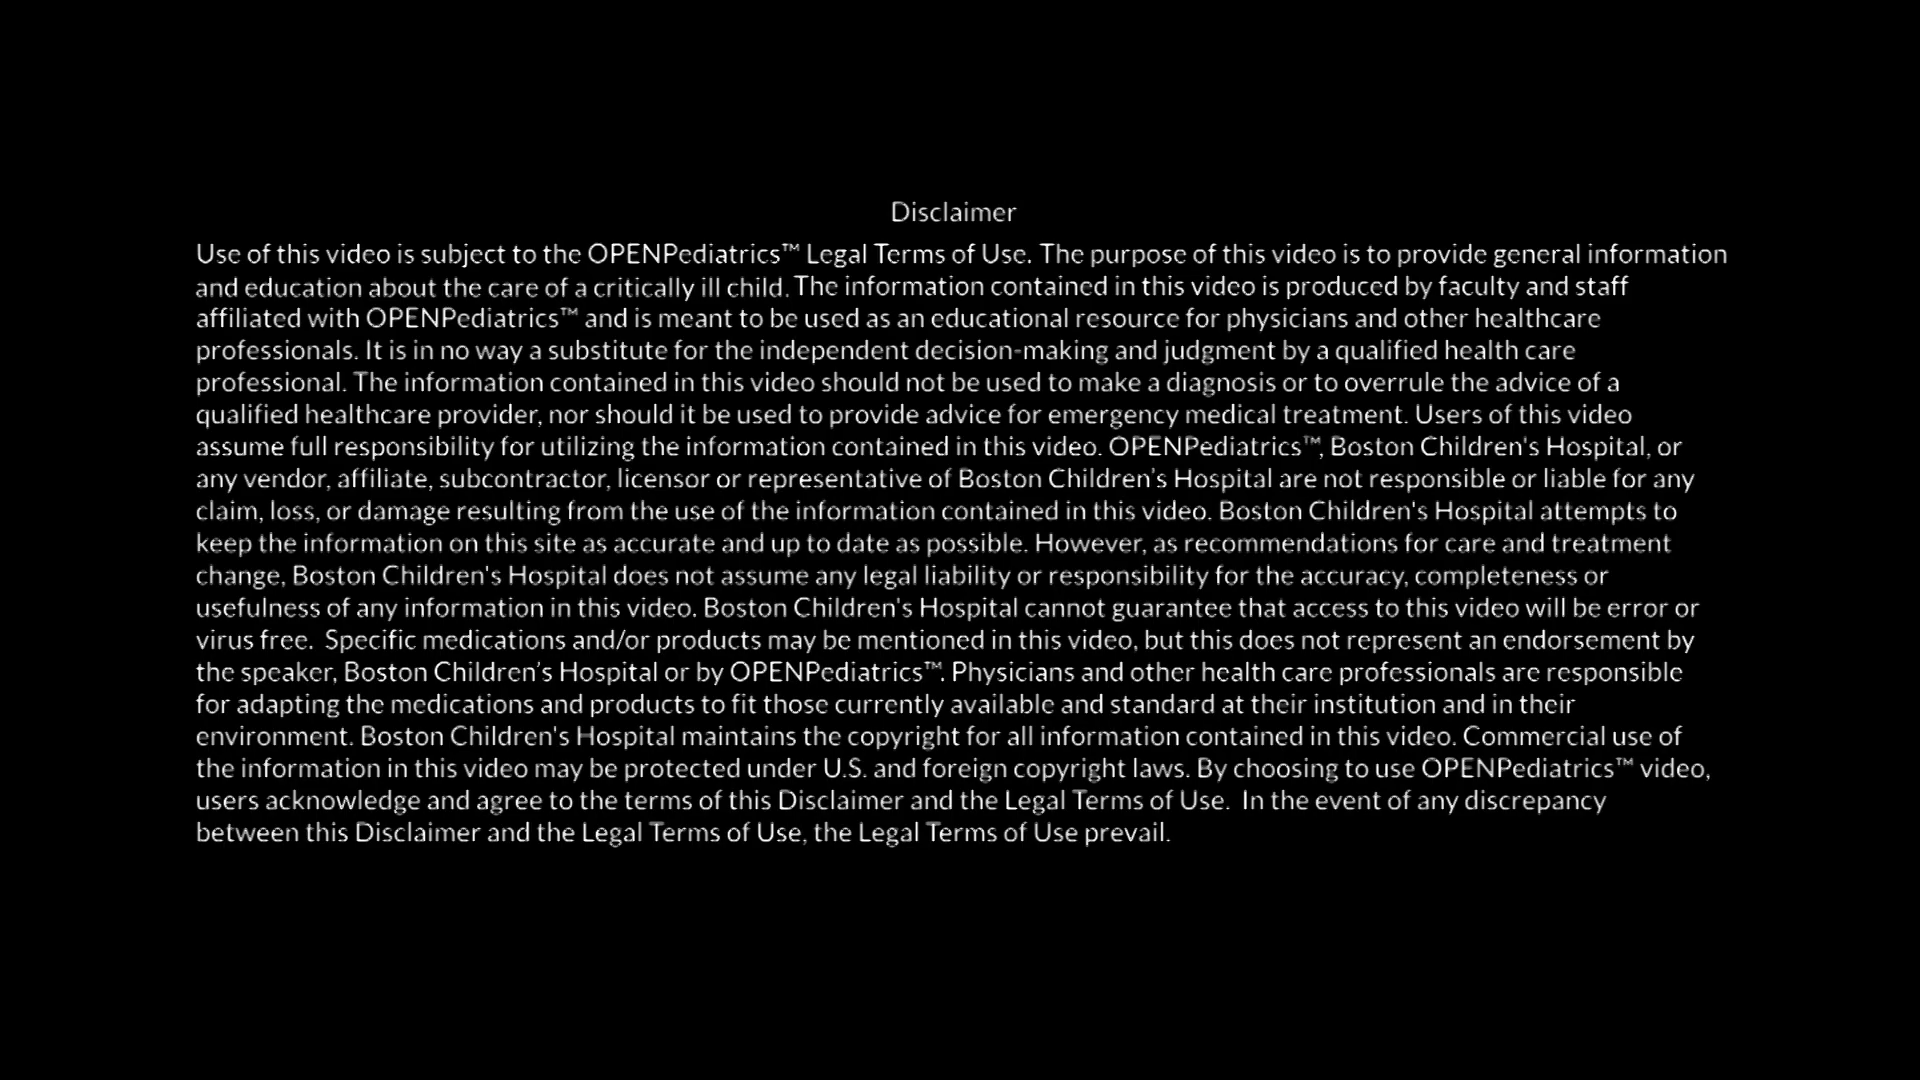 Disclaimer
Use of this video is subject to the OPENPediatrics™ Legal Terms of Use. The purpose of this video is to provide general information
and education about the care of a critically ill child. The information contained in this video is produced by faculty and staff
affiliated with OPENPediatrics™ and is meant to be used as an educational resource for physicians and other healthcare
professionals. It is in no way a substitute for the independent decision-making and judgment by a qualified health care
professional. The information contained in this video should not be used to make a diagnosis or to overrule the advice of a
qualified healthcare provider, nor should it be used to provide advice for emergency medical treatment. Users of this video
assume full responsibility for utilizing the information contained in this video. OPENPediatrics™, Boston Children's Hospital, or
any vendor, affiliate, subcontractor, licensor or representative of Boston Children's Hospital are not responsible or liable for any
claim, loss, or damage resulting from the use of the information contained in this video. Boston Children's Hospital attempts to
keep the information on this site as accurate and up to date as possible. However, as recommendations for care and treatment
change, Boston Children's Hospital does not assume any legal liability or responsibility for the accuracy, completeness or
usefulness of any information in this video. Boston Children's Hospital cannot guarantee that access to this video will be error or
virus free.  Specific medications and/or products may be mentioned in this video, but this does not represent an endorsement by
the speaker, Boston Children’s Hospital or by OPENPediatrics™. Physicians and other health care professionals are responsible
for adapting the medications and products to fit those currently available and standard at their institution and in their
environment. Boston Children's Hospital maintains the copyright for all information contained in this video. Commercial use of
the information in this video may be protected under U.S. and foreign copyright laws. By choosing to use OPENPediatrics™ video,
users acknowledge and agree to the terms of this Disclaimer and the Legal Terms of Use.  In the event of any discrepancy
between this Disclaimer and the Legal Terms of Use, the Legal Terms of Use prevail.